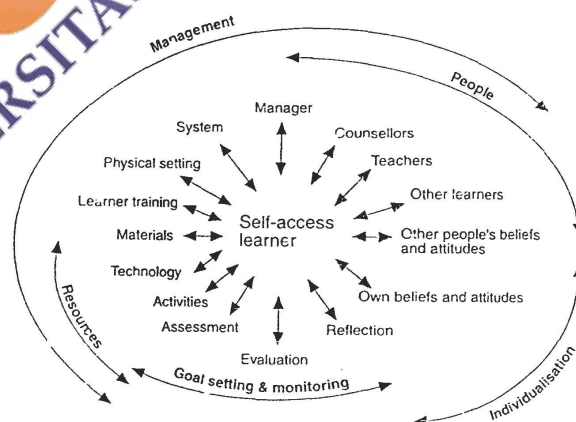 ERSITA
Management
People
Manager
System
Counsellors
Physical setting
Teachers
Learner training
Other learners
Self-access
learner
Materials
Other people's beliefs
and attitudes
Technology
Own beliefs and attitudes
Activities
Resources
Assessment
Reflection
Evaluation
Goal setting & monitoring
Individualisation